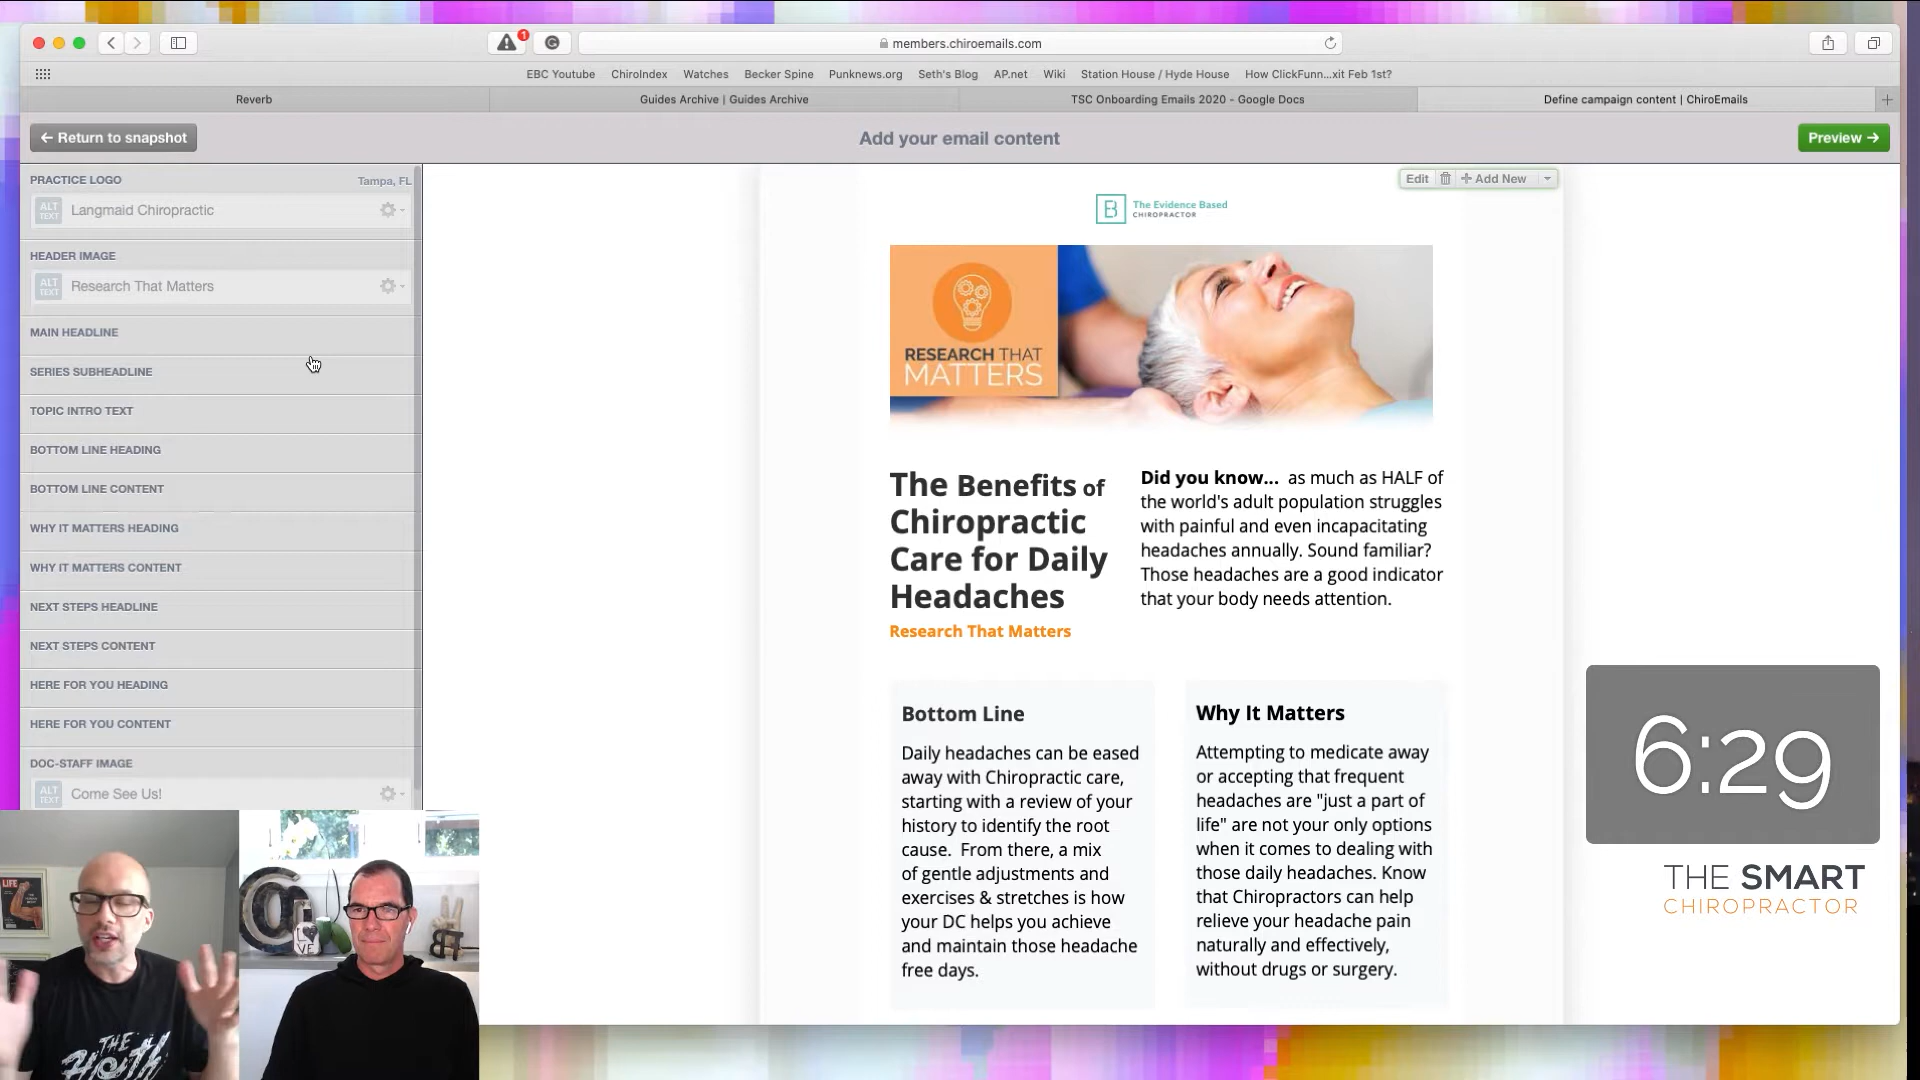 1
members.chiroemails.com
EBC Youtube ChiroIndex Watches Becker Spine Punknews.org Seth's Blog AP.net Wiki Station House / Hyde House How ClickFunn...xit Feb 1st?
Reverb Guides Archive | Guides Archive TSC Onboarding Emails 2020 - Google Docs Define campaign content | ChiroEmails
Return to snapshot
Add your email content
Preview
PRACTICE LOGO
Tampa, FL
ALT TEXT
Langmaid Chiropractic
HEADER IMAGE
ALT TEXT
Research That Matters
MAIN HEADLINE
SERIES SUBHEADLINE
TOPIC INTRO TEXT
BOTTOM LINE HEADING
BOTTOM LINE CONTENT
WHY IT MATTERS HEADING
WHY IT MATTERS CONTENT
NEXT STEPS HEADLINE
NEXT STEPS CONTENT
HERE FOR YOU HEADING
HERE FOR YOU CONTENT
DOC-STAFF IMAGE
ALT TEXT
Come See Us!
Edit Add New
The Evidence Based
CHIROPRACTOR
RESEARCH THAT
MATTERS
The Benefits of
Chiropractic
Care for Daily
Headaches
Research That Matters
Did you know... as much as HALF of
the world's adult population struggles
with painful and even incapacitating
headaches annually. Sound familiar?
Those headaches are a good indicator
that your body needs attention.
Bottom Line
Daily headaches can be eased
away with Chiropractic care,
starting with a review of your
history to identify the root
cause. From there, a mix
of gentle adjustments and
exercises & stretches is how
your DC helps you achieve
and maintain those headache
free days.
Why It Matters
Attempting to medicate away
or accepting that frequent
headaches are "just a part of
life" are not your only options
when it comes to dealing with
those daily headaches. Know
that Chiropractors can help
relieve your headache pain
naturally and effectively,
without drugs or surgery.
6:29
THE SMART
CHIROPRACTOR
LIFE
THE